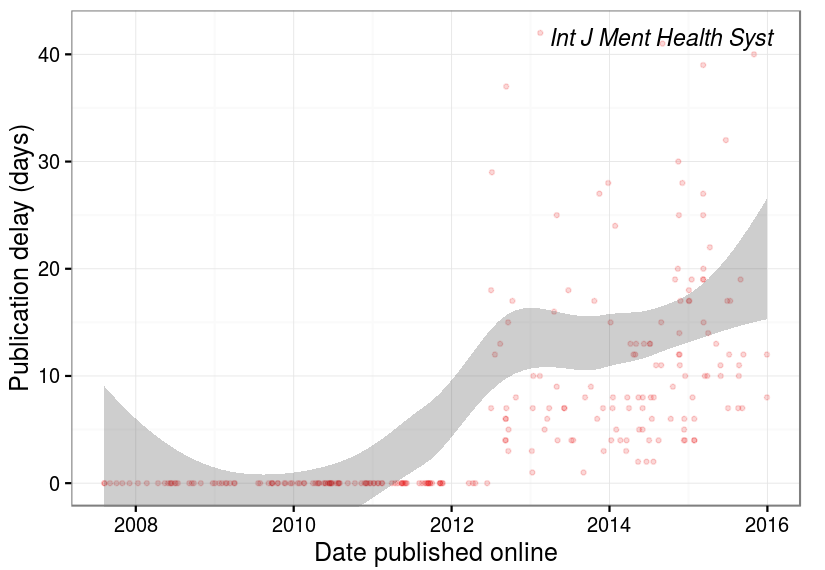 Int J Ment Health Syst
Publication delay (days)
40
30
20
10
0
2008 2010 2012 2014 2016
Date published online